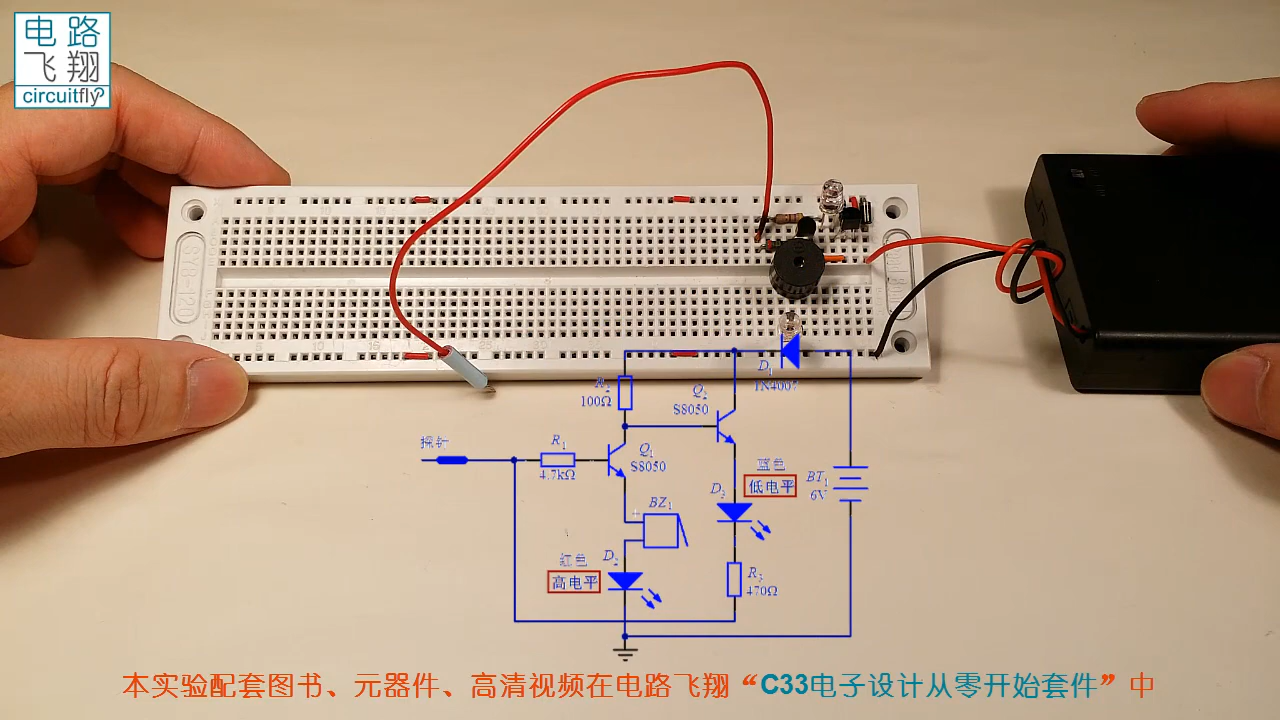 电路
飞翔
circuitfly
SYB-120
R2
100Ω
Q2
S8050
D1
1N4007
探针
R1
4.7kΩ
Q1
S8050
蓝色
低电平
BT1
6V
D3
BZ1
+
红色
高电平
D2
R3
470Ω
本实验配套图书、元器件、高清视频在电路飞翔“C33电子设计从零开始套件”中